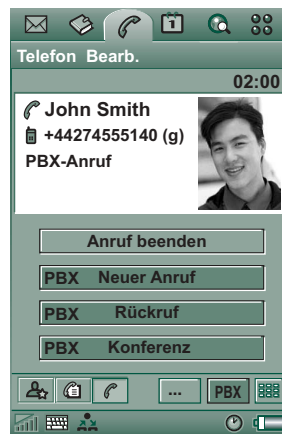 1
Telefon Bearb.
02:00
John Smith
+44274555140 (g)
PBX-Anruf
Anruf beenden
PBX Neuer Anruf
PBX Rückruf
PBX Konferenz
... PBX